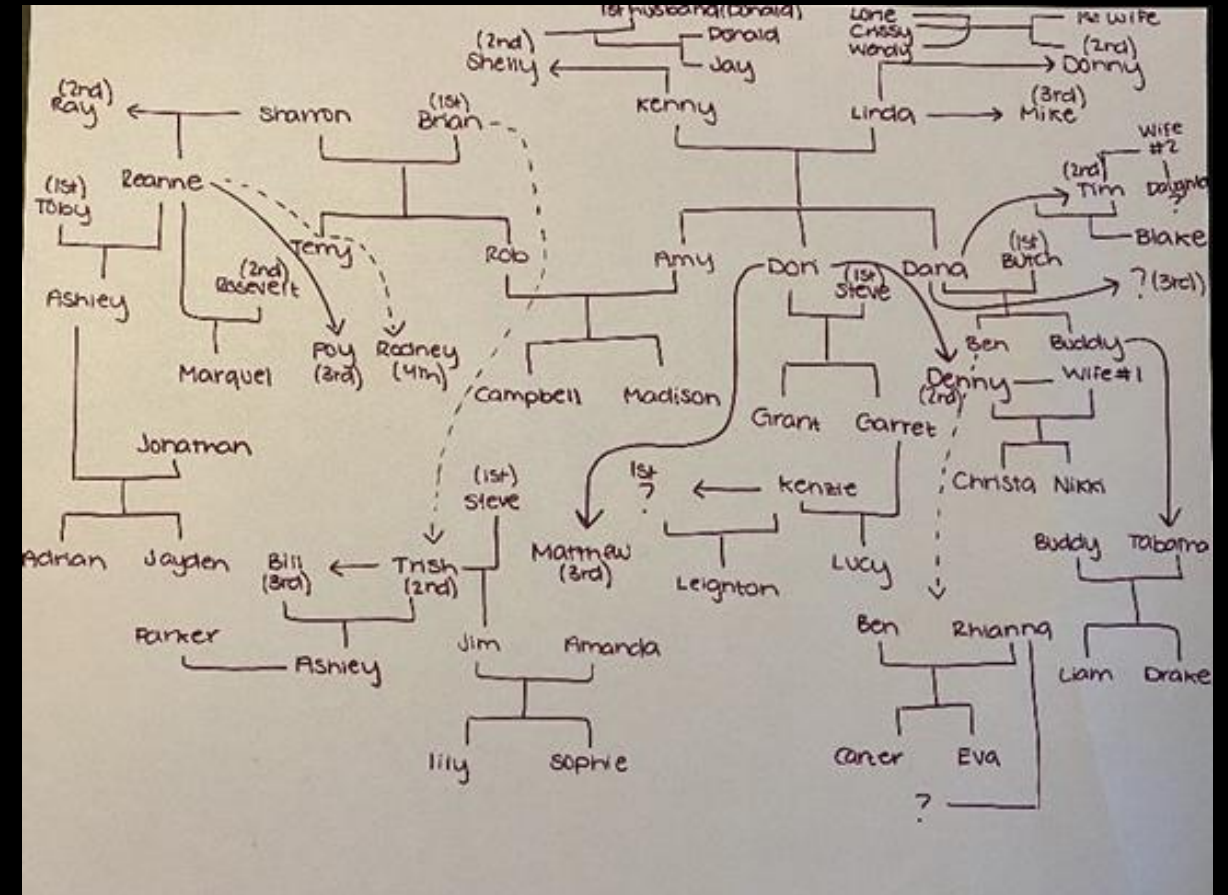 1st husband (Donald)
Lone
1st wife
(2nd)
Donald
Crissy
Shelly
Jay
Wendy
(2nd)
Donny
(2nd)
Ray
Sharron
(1st)
Brian
Kenny
Linda
(3rd)
Mike
Wife
#2
Reanne
(1st)
Toby
(2nd)
Tim
?
Blake
Terry
Rob
Amy
Dori
(1st)
Steve
Dana
(1st)
Butch
? (3rd)
Ashley
(2nd)
Roosevelt
Ben
Buddy
Marquel
(3rd)
Rodney
(4th)
Campbell
Madison
Denny
(2nd)
Wife #1
Grant
Garret
Jonathan
Christa
Nikki
(1st)
Steve
1st
?
Kenzie
Adrian
Jayden
Bill
(3rd)
Trish
(2nd)
Matthew
(3rd)
Leighton
Lucy
Buddy
Parker
Ashley
Jim
Amanda
Ben
Rhianna
Liam
Drake
lily
Sophie
Carter
Eva
?